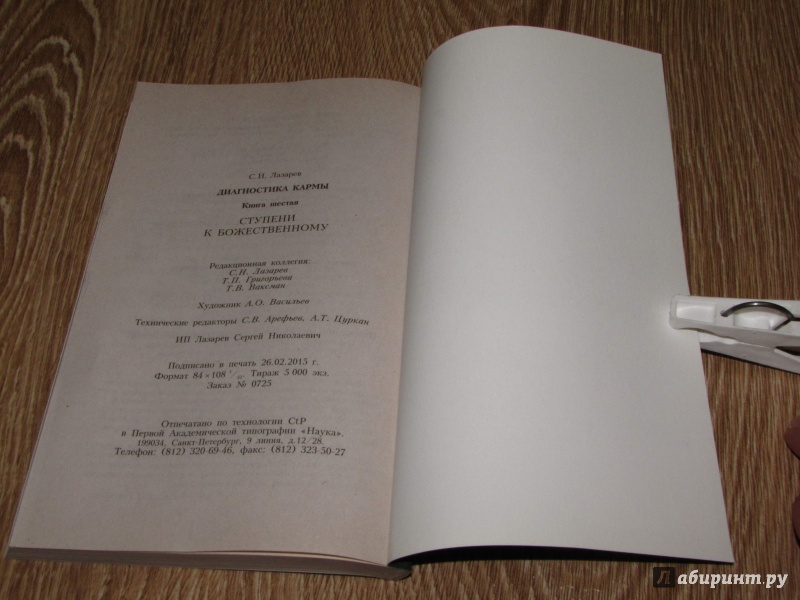 С.Н. Лазарев
ДИАГНОСТИКА КАРМЫ
Книга шестая
СТУПЕНИ
К БОЖЕСТВЕННОМУ
Редакционная коллегия:
С.Н. Лазарев
Т.П. Григорьева
Т.В. Ваксман
Художник А.О. Васильев
Технические редакторы С.В. Арефьев, А.Т. Цуркан
ИП Лазарев Сергей Николаевич
Подписано в печать 26.02.2015 г.
Формат 84 × 108 1/32. Тираж 5 000 экз.
Заказ № 0725
Отпечатано по технологии CtP
в Первой Академической типографии «Наука».
199034, Санкт-Петербург, 9 линия, д.12/28.
Телефон: (812) 320-69-46, факс: (812) 323-50-27
Лабиринт.ру